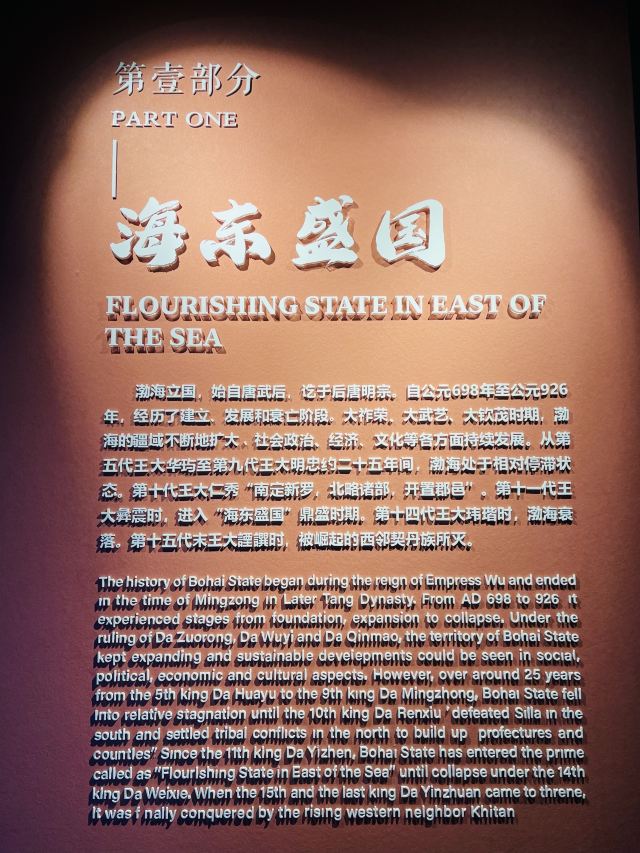 第壹部分
PART ONE
海东盛国
FLOURISHING STATE IN EAST OF
THE SEA
渤海立国，始自唐武后，讫于后唐明宗。自公元698年至公元926
年，经历了建立、发展和衰亡阶段。大祚荣、大武艺、大钦茂时期，渤
海的疆域不断地扩大、社会政治、经济、文化等各方面持续发展。从第
五代王大华玙至第九代王大明忠约二十五年间，渤海处于相对停滞状
态。第十代王大仁秀“南定新罗，北略诸部，开置郡邑”。第十一代王
大彝震时，进入“海东盛国”鼎盛时期。第十四代王大玮瑎时，渤海衰
落。第十五代末王大諲譔时，被崛起的西邻契丹族所灭。
The history of Bohai State began during the reign of Empress Wu and ended
in the time of Mingzong in Later Tang Dynasty. From AD 698 to 926 it
experienced stages from foundation, expansion to collapse. Under the
ruling of Da Zuorong, Da Wuyi and Da Qinmao, the territory of Bohai State
kept expanding and sustainable developments could be seen in social,
political, economic and cultural aspects. However, over around 25 years
from the 5th king Da Huayu to the 9th king Da Mingzhong, Bohai State fell
into relative stagnation until the 10th king Da Renxiu "defeated Silla in the
south and settled tribal conflicts in the north to build up profectures and
counties" Since the 11th king Da Yizhen, Bohai State has entered the prime
called as "Flourishing State in East of the Sea" until collapse under the 14th
king Da Weixie. When the 15th and the last king Da Yinzhuan came to throne,
it was f nally conquered by the rising western neighbor Khitan